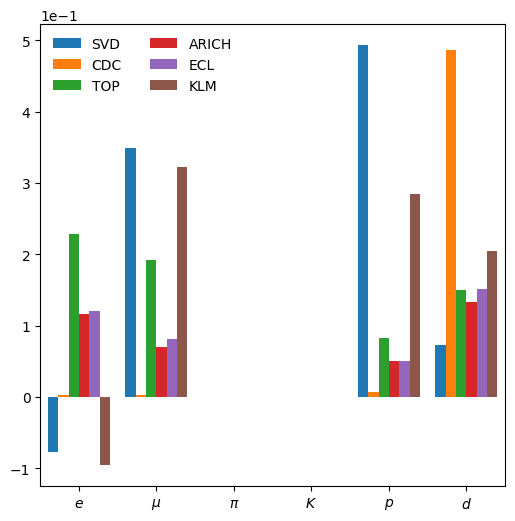 1e−1
SVD
CDC
TOP
ARICH
ECL
KLM
5
4
3
2
1
0
−1
e μ π K p d